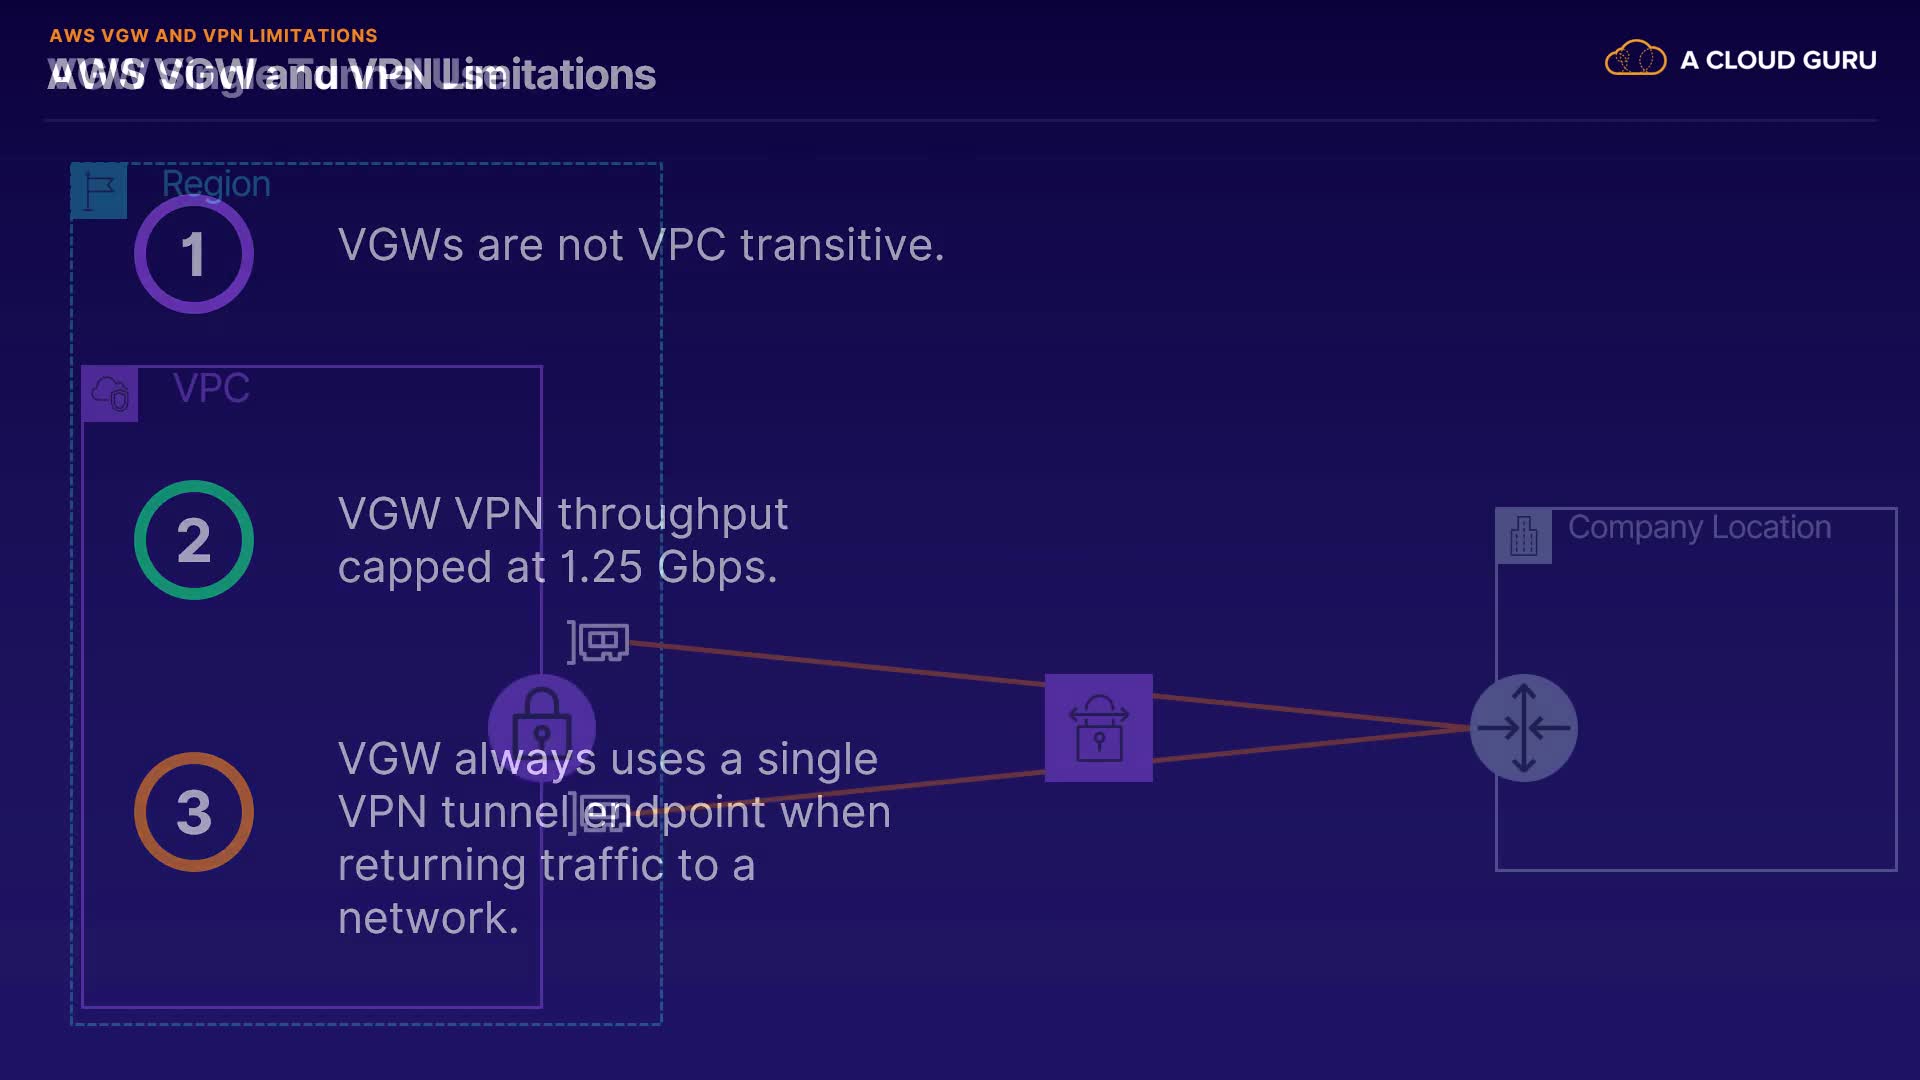 AWS VGW AND VPN LIMITATIONS
AWS VGW and VPN Limitations
A CLOUD GURU
Region
1
VGWs are not VPC transitive.
VPC
2
VGW VPN throughput
capped at 1.25 Gbps.
Company Location
3
VGW always uses a single
VPN tunnel endpoint when
returning traffic to a
network.